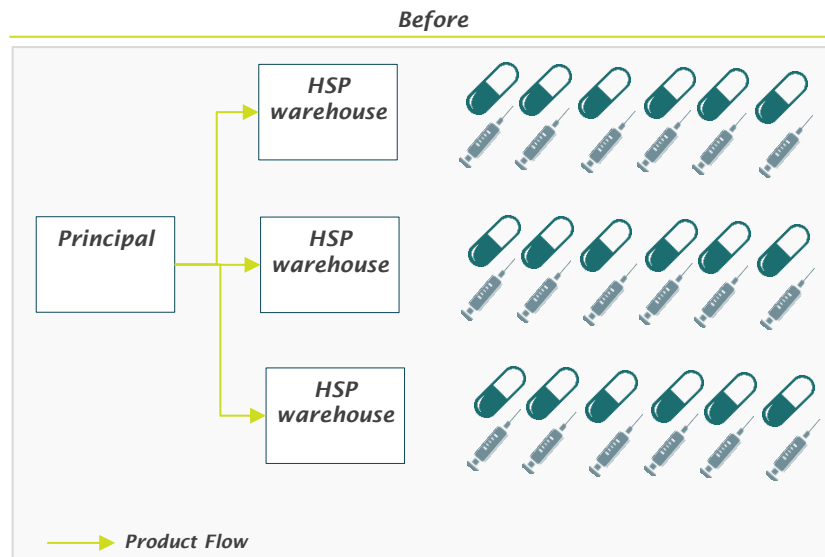 Before
HSP
warehouse
Principal
HSP
warehouse
HSP
warehouse
Product Flow